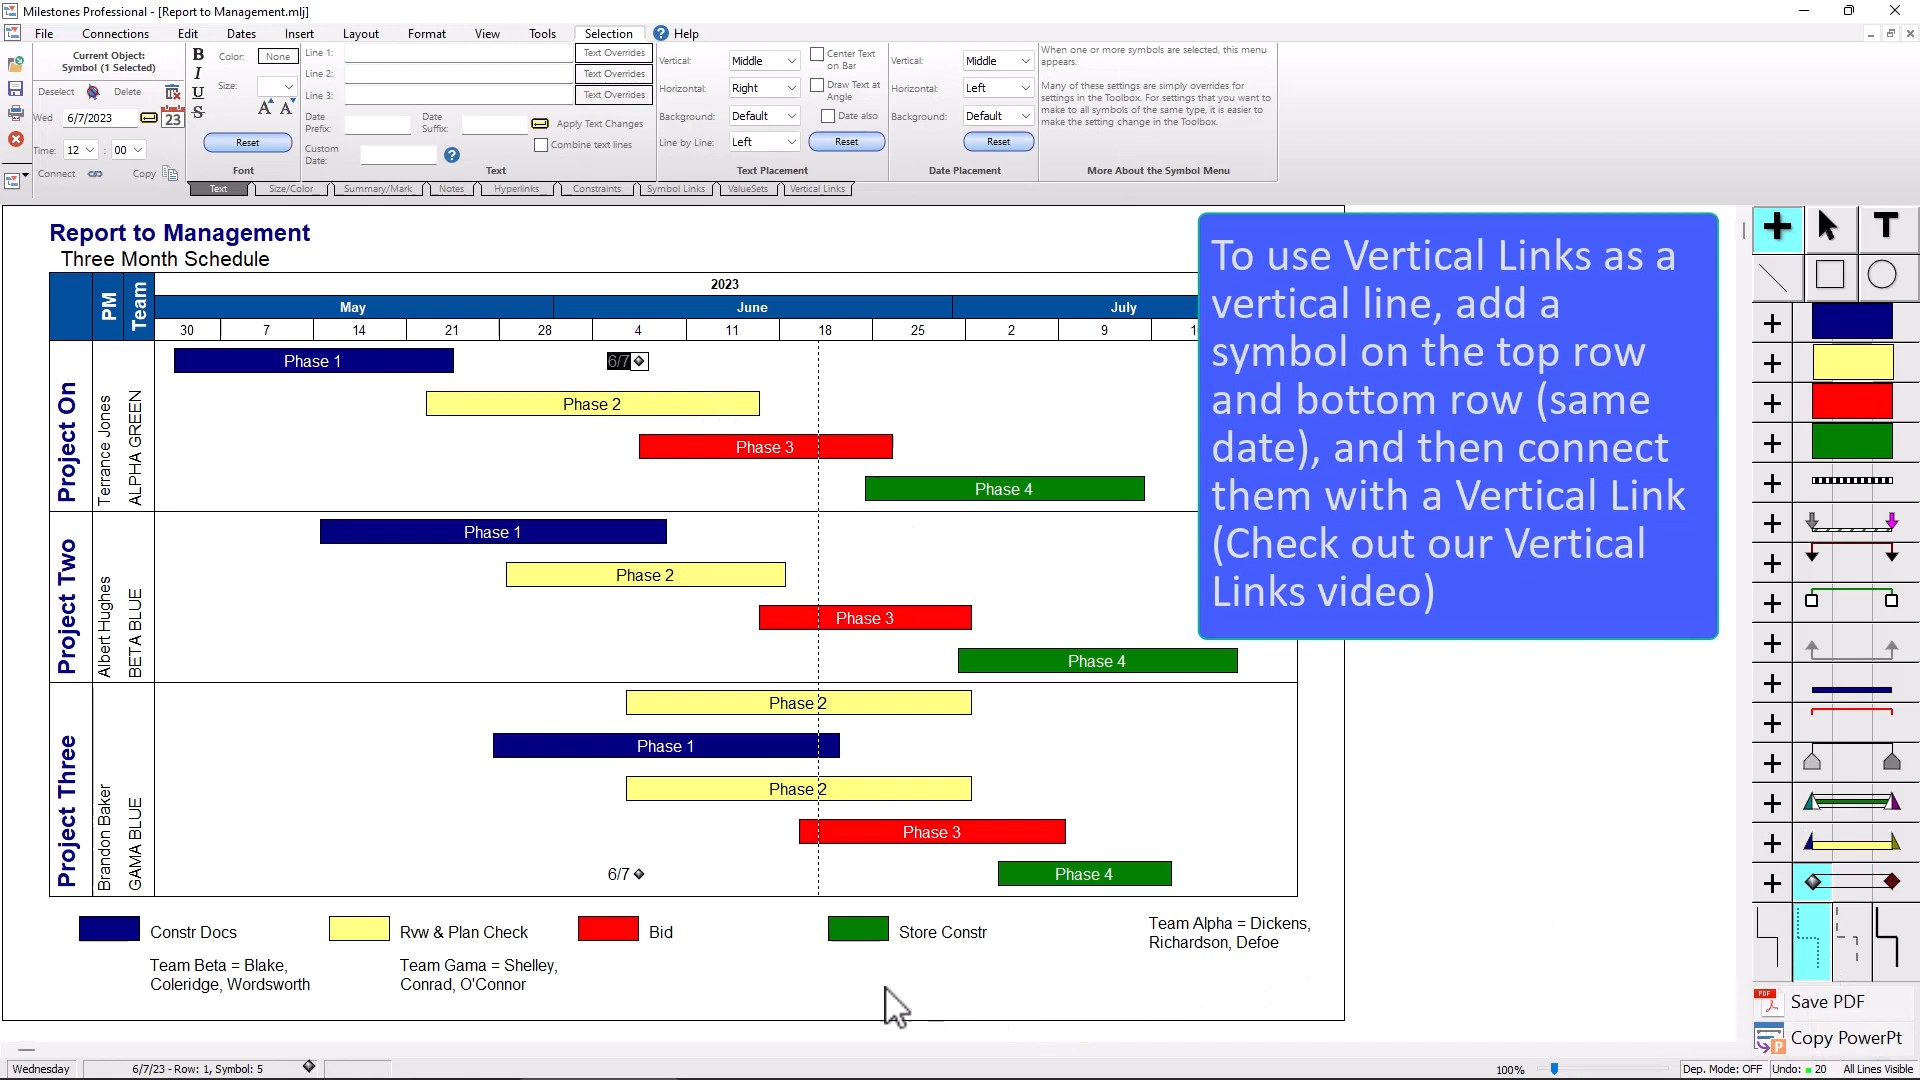 Milestones Professional - [Report to Management.mlj]
File Connections Edit Dates Insert Layout Format View Tools Selection Help
Current Object:
Symbol (1 Selected)
Deselect Delete
Wed 6/7/2023 23
Time: 12 : 00
Connect Copy
B
I
U
S
Color: None
Size:
A A
Reset
Font
Line 1: Text Overrides
Line 2: Text Overrides
Line 3: Text Overrides
Date Prefix: Date Suffix: Apply Text Changes
Custom Date: Combine text lines
Text
Vertical: Middle Center Text on Bar
Horizontal: Right Draw Text at Angle
Background: Default Date also
Line by Line: Left Reset
Text Placement
Vertical: Middle
Horizontal: Left
Background: Default
Reset
Date Placement
When one or more symbols are selected, this menu
appears.
Many of these settings are simply overrides for
settings in the Toolbox. For settings that you want to
make to all symbols of the same type, it is easier to
make the setting change in the Toolbox.
More About the Symbol Menu
Text Size/Color Summary/Mark Notes Hyperlinks Constraints Symbol Links ValueSets Vertical Links
Report to Management
Three Month Schedule
PM Team
2023
May June July
30 7 14 21 28 4 11 18 25 2 9
Project On
Terrance Jones
ALPHA GREEN
Phase 1 6/7
Phase 2
Phase 3
Phase 4
Project Two
Albert Hughes
BETA BLUE
Phase 1
Phase 2
Phase 3
Phase 4
Project Three
Brandon Baker
GAMA BLUE
Phase 2
Phase 1
Phase 2
Phase 3
6/7 Phase 4
Constr Docs Rvw & Plan Check Bid Store Constr
Team Alpha = Dickens,
Richardson, Defoe
Team Beta = Blake,
Coleridge, Wordsworth
Team Gama = Shelley,
Conrad, O'Connor
To use Vertical Links as a
vertical line, add a
symbol on the top row
and bottom row (same
date), and then connect
them with a Vertical Link
(Check out our Vertical
Links video)
T
PDF Save PDF
P Copy PowerPt
Wednesday 6/7/23 - Row: 1, Symbol: 5 100% Dep. Mode: OFF Undo: 20 All Lines Visible